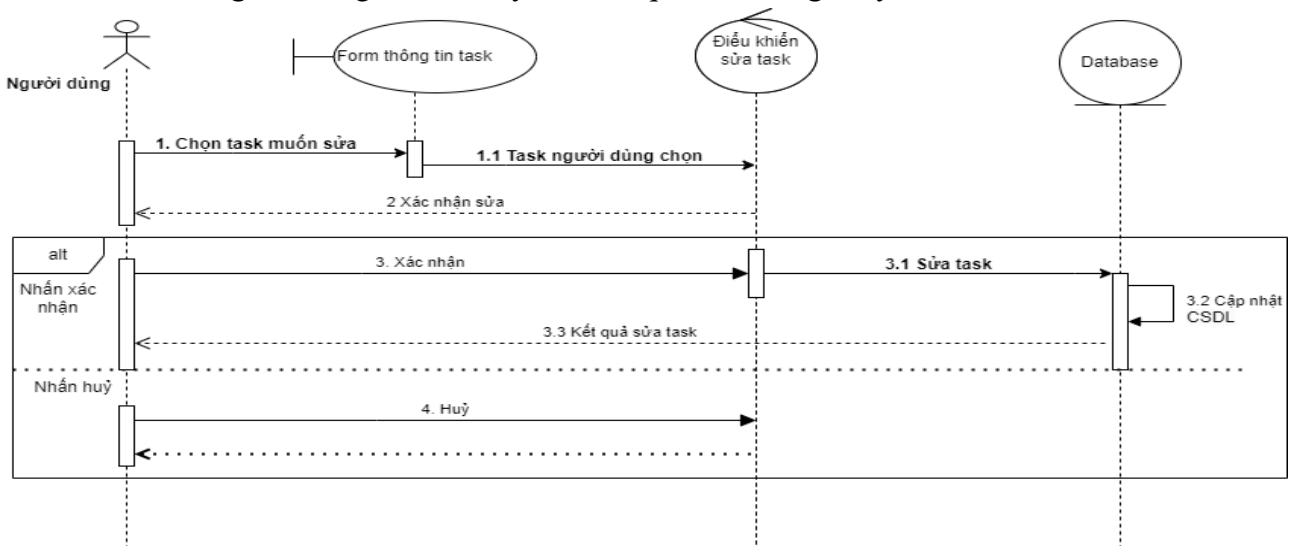 Form thông tin task
Điều khiển
sửa task
Database
Người dùng
1. Chọn task muốn sửa
1.1 Task người dùng chọn
2 Xác nhận sửa
alt
3. Xác nhận
3.1 Sửa task
Nhấn xác
nhận
3.2 Cập nhật
CSDL
3.3 Kết quả sửa task
Nhấn huỷ
4. Huỷ